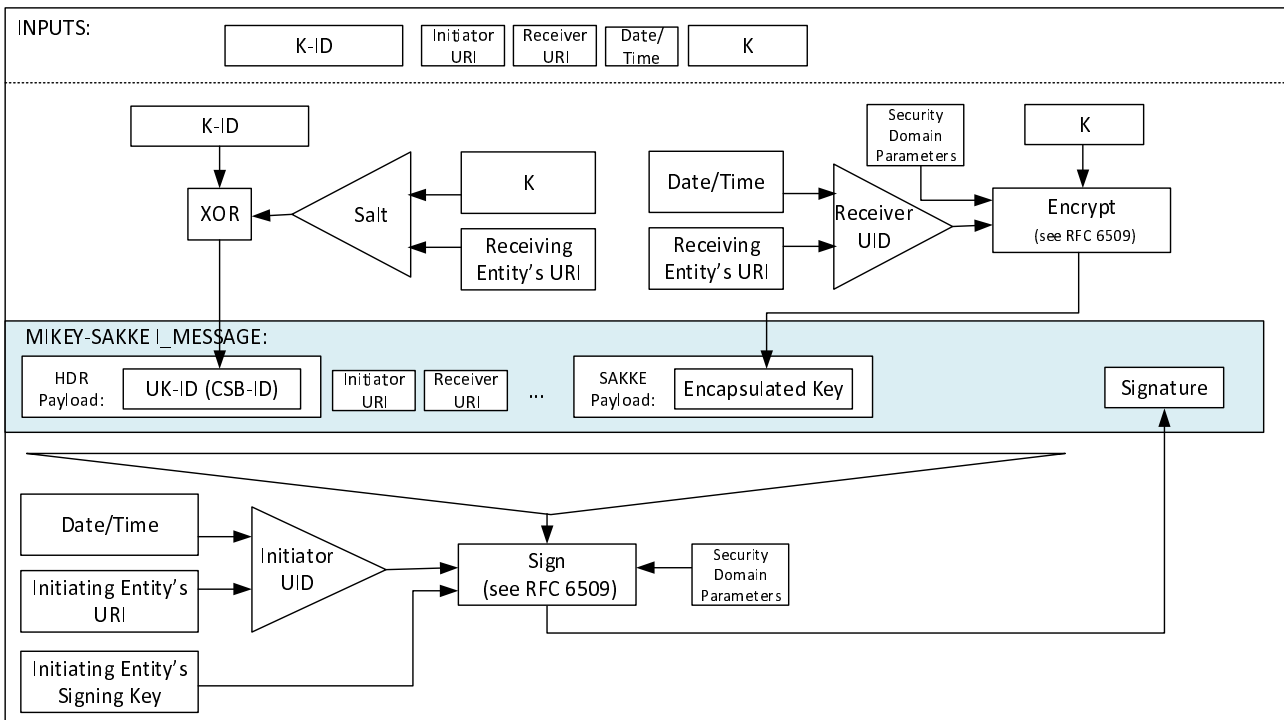 INPUTS:
K-ID
Initiator
URI
Receiver
URI
Date/
Time
K
K-ID
XOR
Salt
K
Receiving
Entity's URI
Date/Time
Receiving
Entity's URI
Receiver
UID
Security
Domain
Parameters
K
Encrypt
(see RFC 6509)
MIKEY-SAKKE I_MESSAGE:
HDR
Payload:
UK-ID (CSB-ID)
Initiator
URI
Receiver
URI
...
SAKKE
Payload:
Encapsulated Key
Signature
Date/Time
Initiating Entity's
URI
Initiating Entity's
Signing Key
Initiator
UID
Sign
(see RFC 6509)
Security
Domain
Parameters